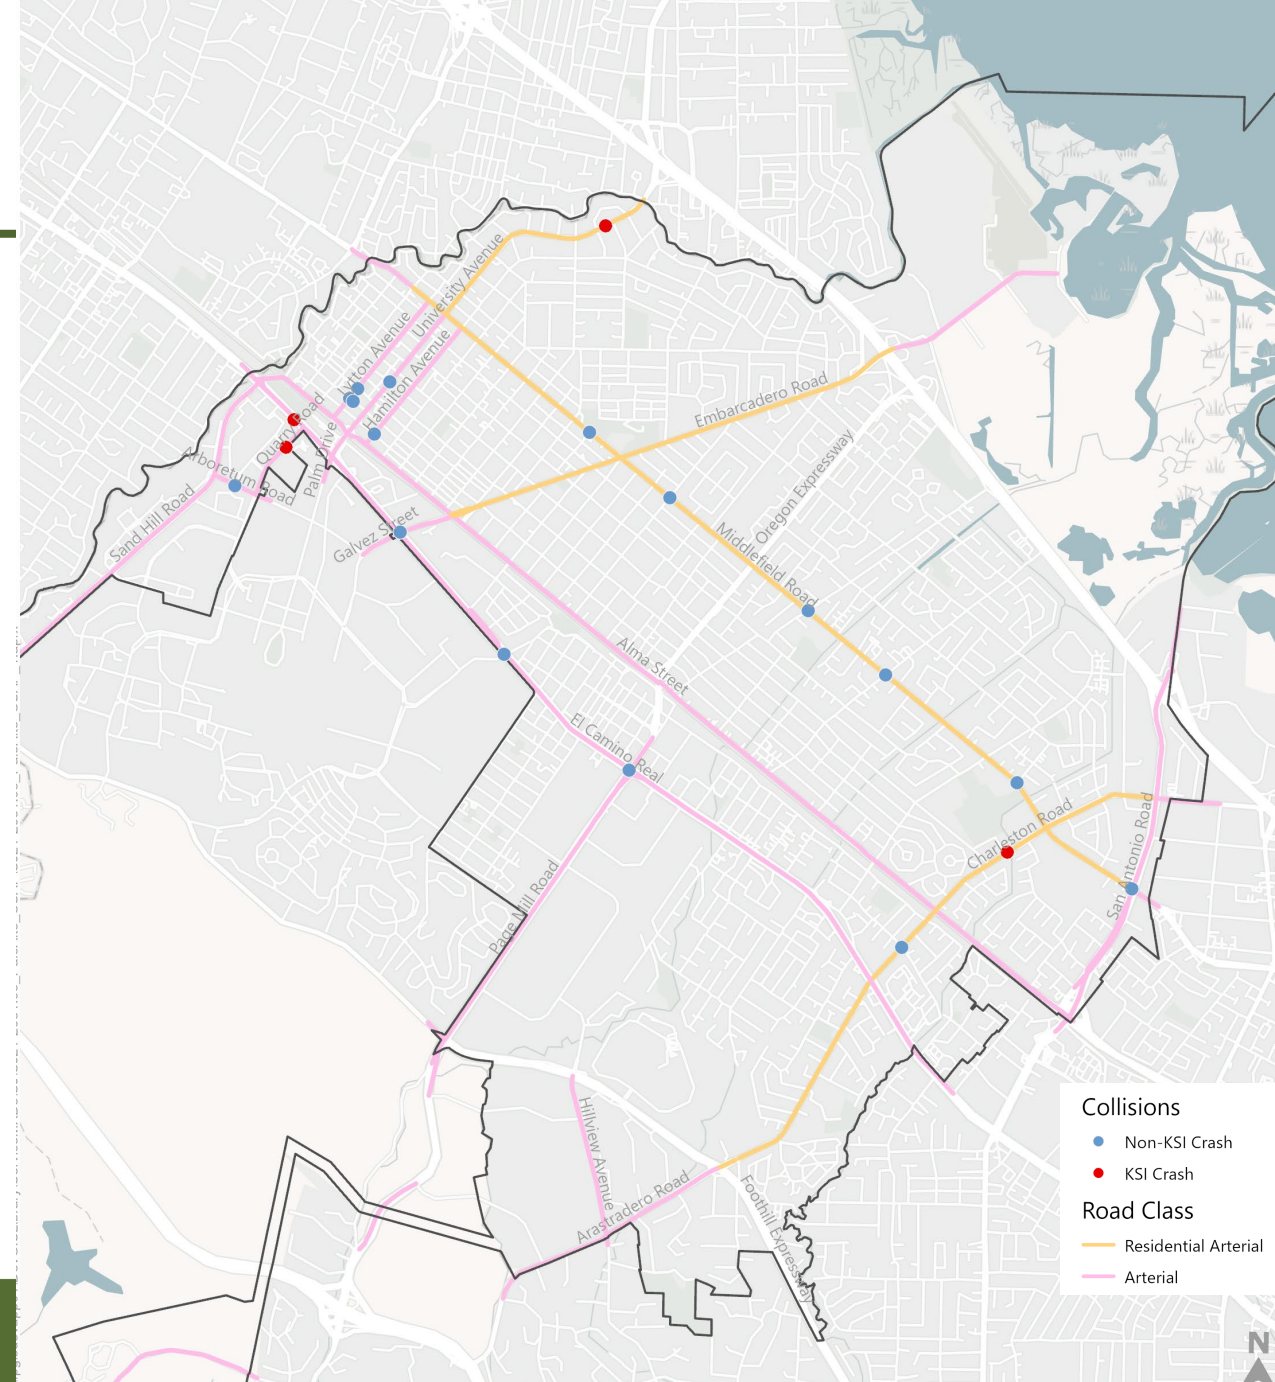 University Avenue
Lytton Avenue
Hamilton Avenue
Quarry Road
Palm Drive
Arboretum Road
Sand Hill Road
Galvez Street
Embarcadero Road
Oregon Expressway
Middlefield Road
Alma Street
El Camino Real
Charleston Road
San Antonio Road
Page Mill Road
Hillview Avenue
Arastradero Road
Foothill Expressway
Collisions
Non-KSI Crash
KSI Crash
Road Class
Residential Arterial
Arterial
N